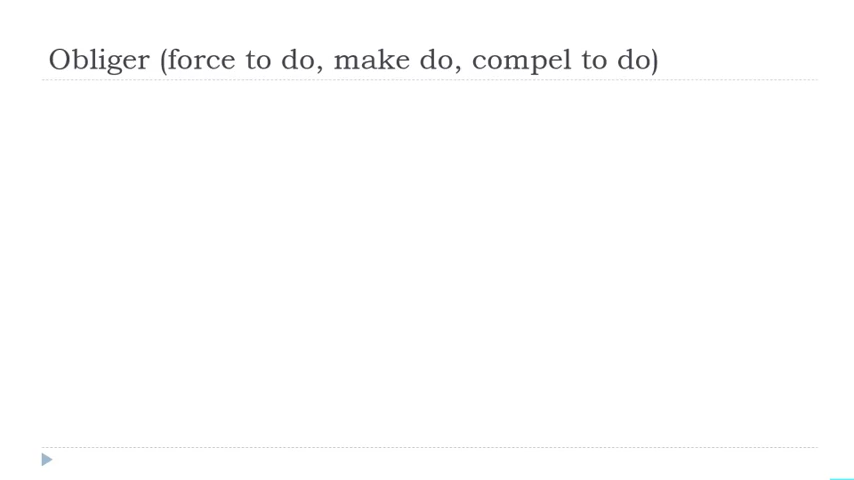 Obliger (force to do, make do, compel to do)